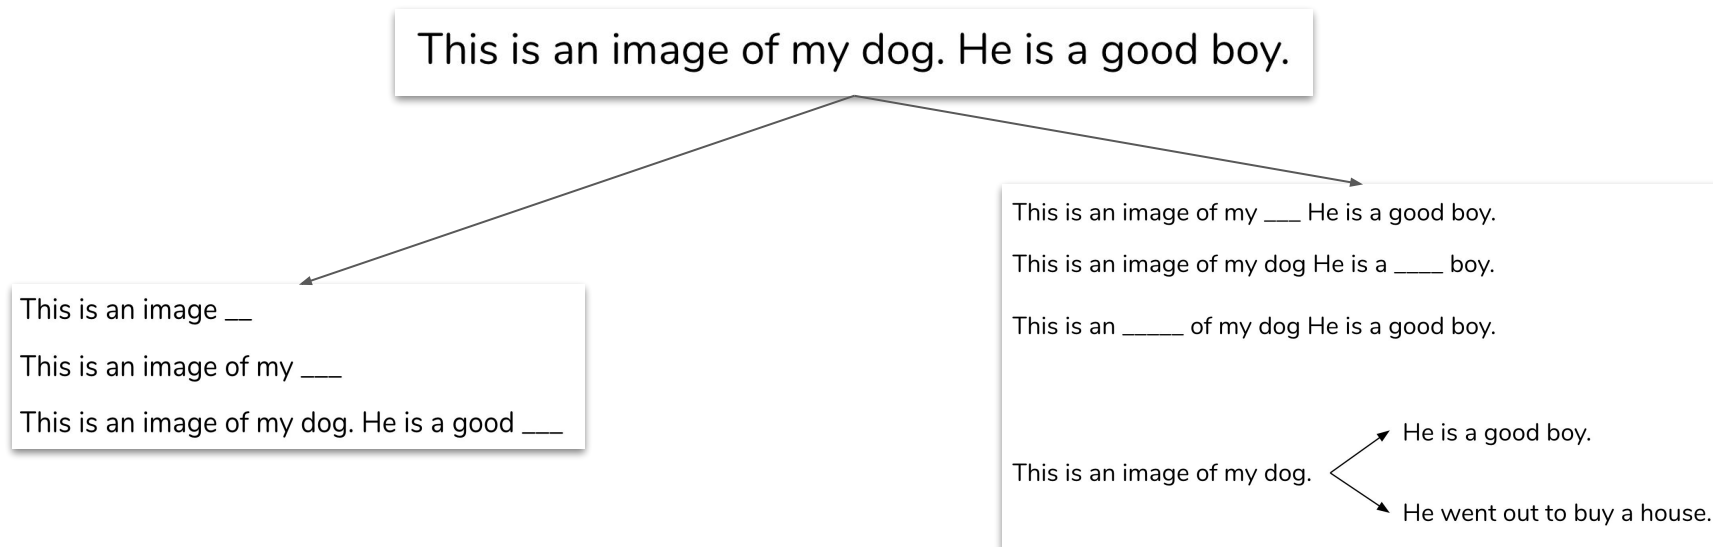 This is an image of my dog. He is a good boy.
This is an image __
This is an image of my ___
This is an image of my dog. He is a good ___
This is an image of my ___ He is a good boy.
This is an image of my dog He is a ____ boy.
This is an _____ of my dog He is a good boy.
He is a good boy.
This is an image of my dog.
He went out to buy a house.